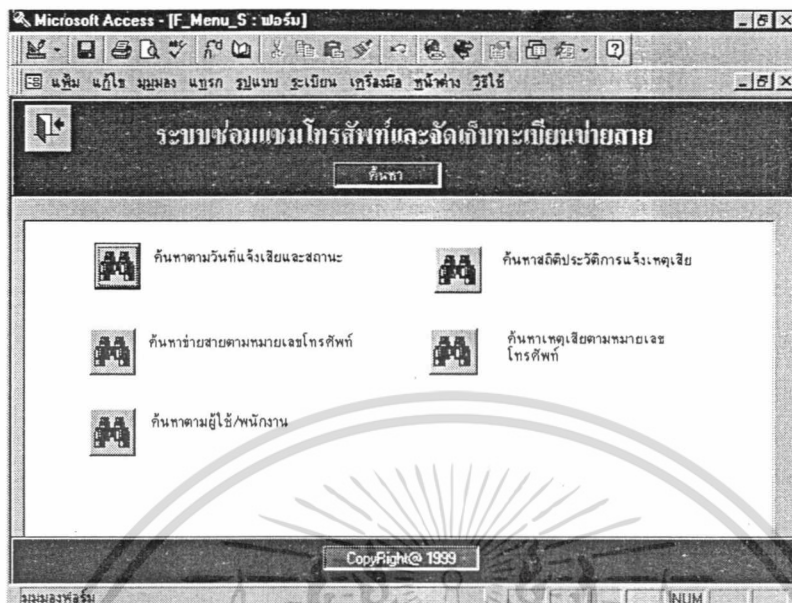 Microsoft Access - [F_Menu_S : ฟอร์ม]
แฟ้ม แก้ไข มุมมอง แทรก รูปแบบ ระเบียน เครื่องมือ หน้าต่าง วิธีใช้
ระบบซ่อมแซมโทรศัพท์และจัดเก็บทะเบียนข่ายสาย
ค้นหา
ค้นหาตามวันที่แจ้งเสียและสถานะ
ค้นหาสถิติประวัติการแจ้งเหตุเสีย
ค้นหาข่ายสายตามหมายเลขโทรศัพท์
ค้นหาเหตุเสียตามหมายเลข
โทรศัพท์
ค้นหาตามผู้ใช้/พนักงาน
CopyRight@ 1999
มุมมองฟอร์ม
NUM